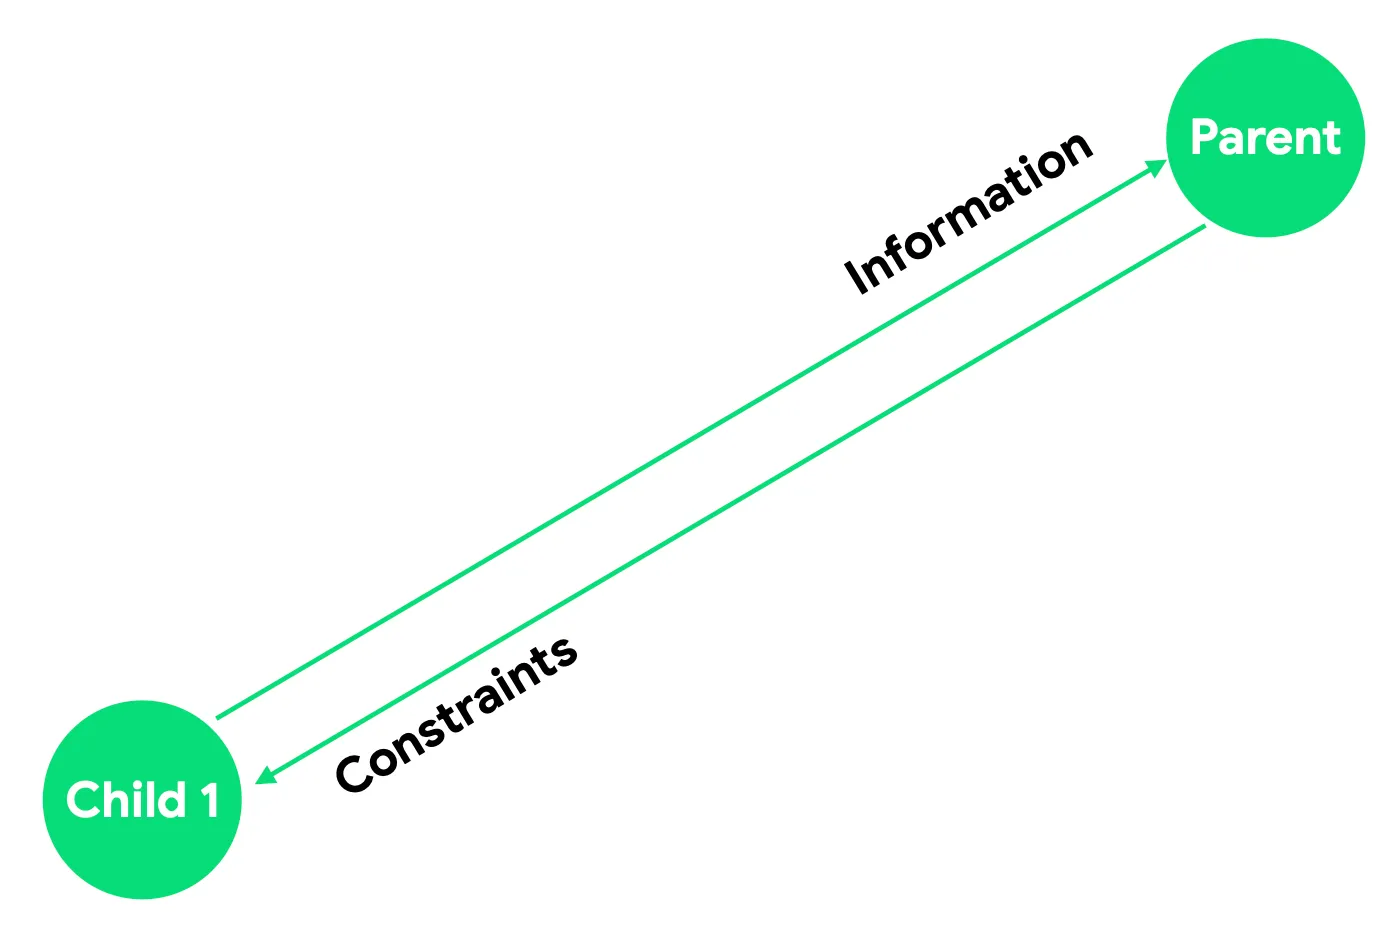 Parent
Information
Constraints
Child 1